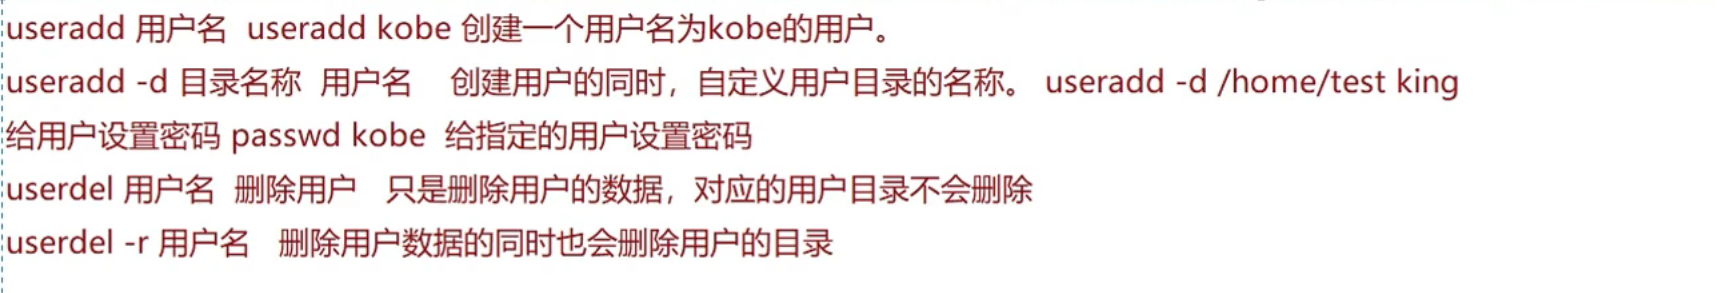 useradd 用户名  useradd kobe 创建一个用户名为kobe的用户。
useradd -d 目录名称  用户名    创建用户的同时，自定义用户目录的名称。 useradd -d /home/test king
给用户设置密码 passwd kobe  给指定的用户设置密码
userdel 用户名  删除用户   只是删除用户的数据，对应的用户目录不会删除
userdel -r 用户名   删除用户数据的同时也会删除用户的目录